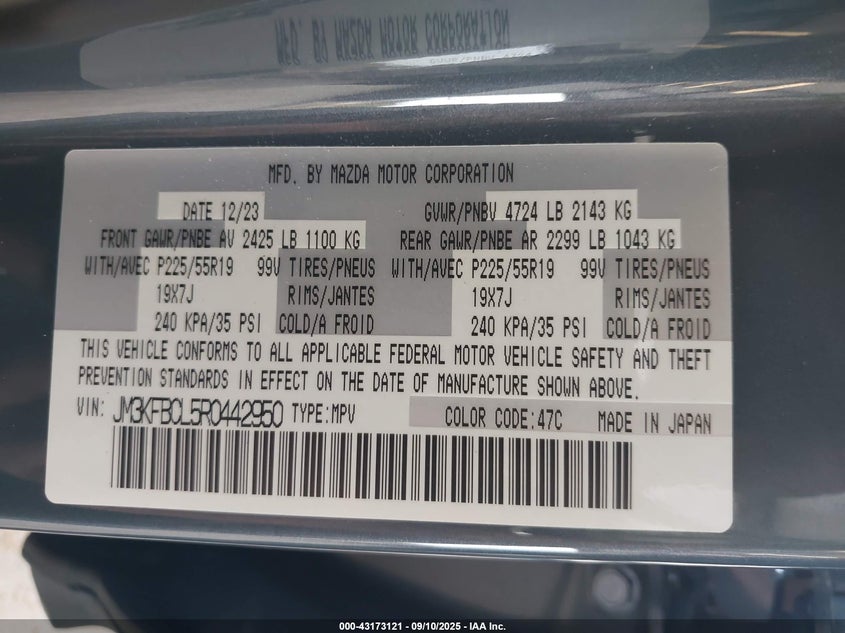 MFD. BY MAZDA MOTOR CORPORATION
MFD. BY MAZDA MOTOR CORPORATION
DATE 12/23 GVWR/PNBV 4724 LB 2143 KG
FRONT GAWR/PNBE AV 2425 LB 1100 KG REAR GAWR/PNBE AR 2299 LB 1043 KG
WITH/AVEC P225/55R19 99V TIRES/PNEUS WITH/AVEC P225/55R19 99V TIRES/PNEUS
19X7J RIMS/JANTES 19X7J RIMS/JANTES
240 KPA/35 PSI COLD/A FROID 240 KPA/35 PSI COLD/A FROID
THIS VEHICLE CONFORMS TO ALL APPLICABLE FEDERAL MOTOR VEHICLE SAFETY AND THEFT
PREVENTION STANDARDS IN EFFECT ON THE DATE OF MANUFACTURE SHOWN ABOVE.
VIN: JM3KFBCL5R0442950 TYPE:MPV COLOR CODE:47C MADE IN JAPAN
000-43173121 - 09/10/2025 - IAA Inc.